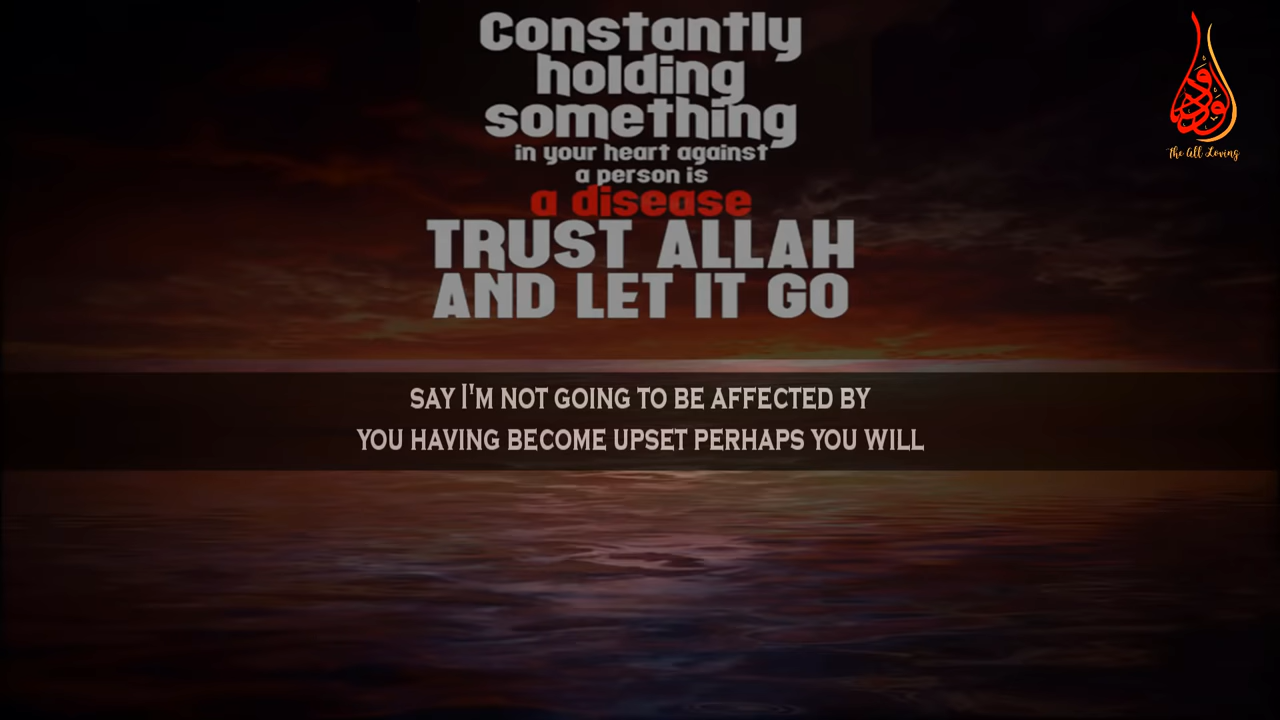 Constantly
holding
something
in your heart against
a person is
a disease
TRUST ALLAH
AND LET IT GO
الودود
The All Loving
SAY I'M NOT GOING TO BE AFFECTED BY
YOU HAVING BECOME UPSET PERHAPS YOU WILL